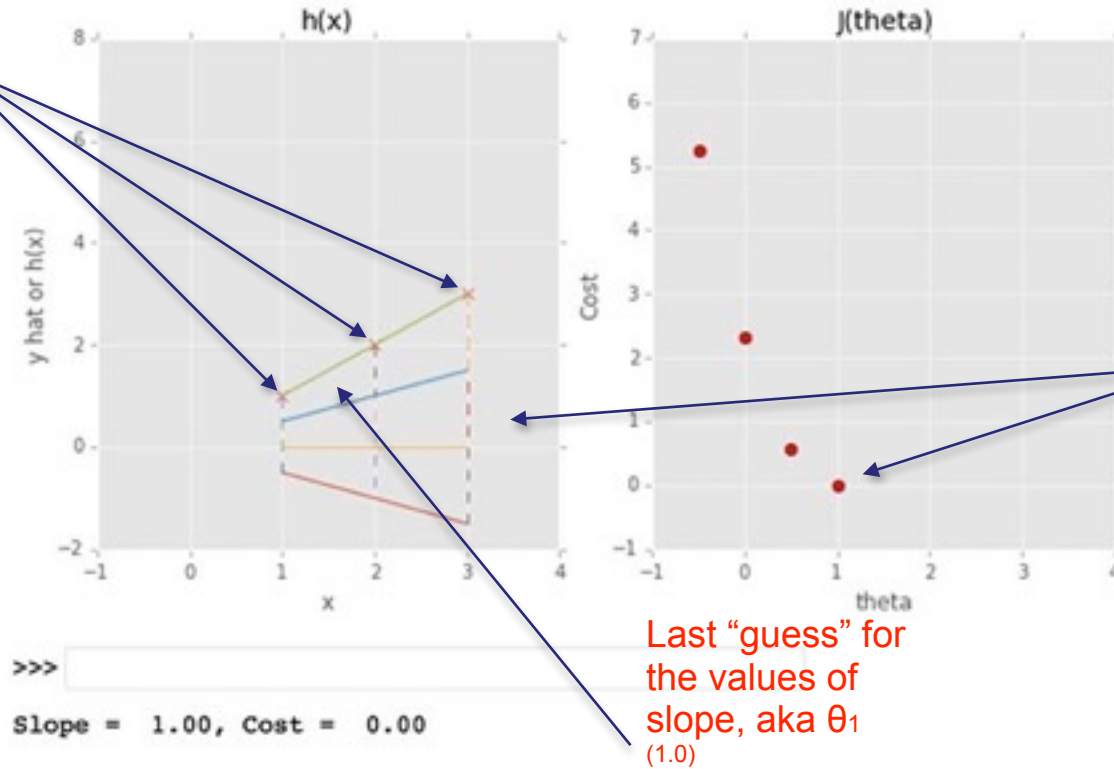 h(x)
8
6
4
2
0
−2
−1 0 1 2 3 4
y hat or h(x)
x
J(theta)
7
6
5
4
3
2
1
0
−1
−1 0 1 2 3 4
Cost
theta
>>>
Slope = 1.00, Cost = 0.00
Last “guess” for
the values of
slope, aka θ1
(1.0)